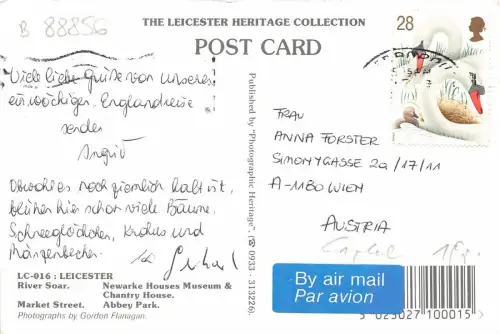 B 88856
THE LEICESTER HERITAGE COLLECTION
POST CARD
28
Viele liebe Grüsse von unserer
einwöchigen Englandreise
senden
Ingrid
Obwohl es noch ziemlich kalt ist,
blühen hier schon viele Bäume,
Schneeglöckchen, Krokus und
Märzenbecher.
Gerhard
LC-016 : LEICESTER
River Soar. Newarke Houses Museum &
Chantry House.
Market Street. Abbey Park.
Photographs by Gordon Flanagan.
Published by "Photographic Heritage". ☎ 0933 - 313226.
FRAU
ANNA FORSTER
SIMONYGASSE 2a/17/11
A-1180 WIEN
AUSTRIA
By air mail
Par avion
5 023027 100015